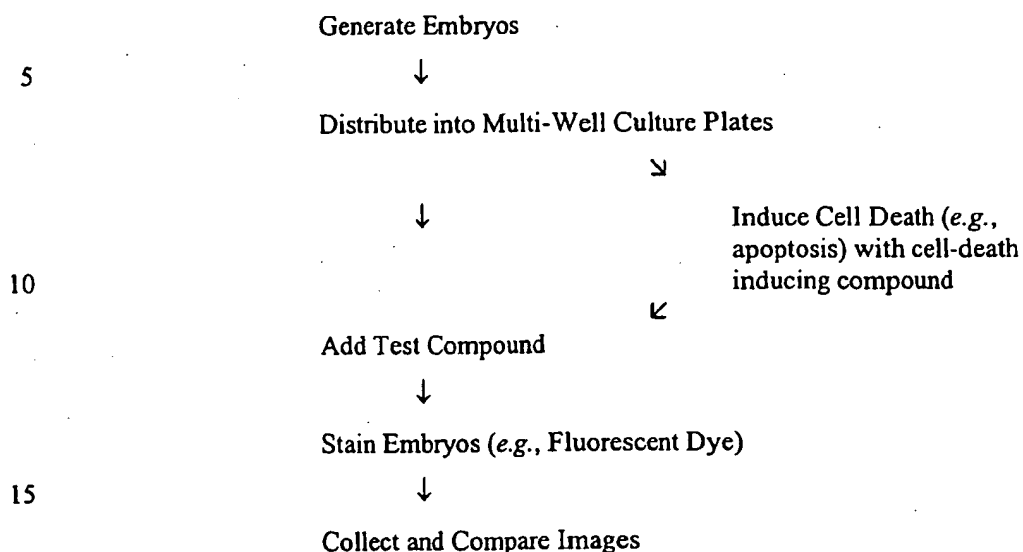 Generate Embryos
5
↓
Distribute into Multi-Well Culture Plates
↘
↓
Induce Cell Death (e.g.,
apoptosis) with cell-death
10
inducing compound
↙
Add Test Compound
↓
Stain Embryos (e.g., Fluorescent Dye)
15
↓
Collect and Compare Images